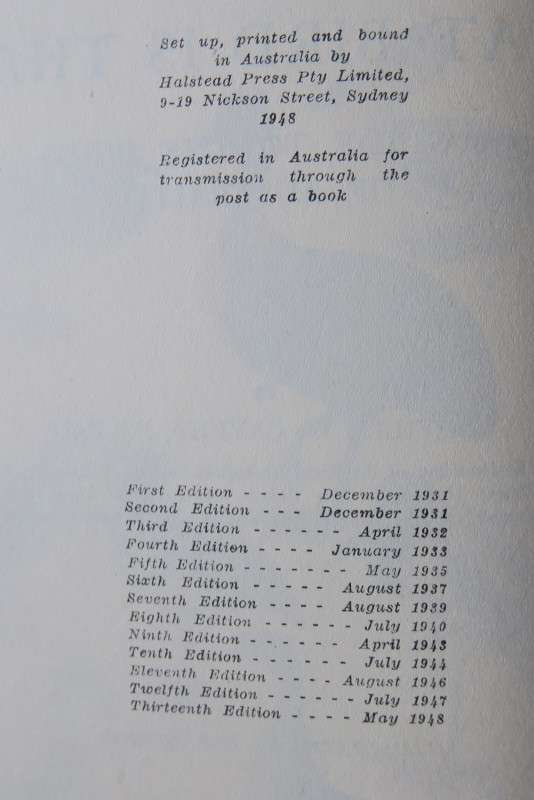 Set up, printed and bound
in Australia by
Halstead Press Pty Limited,
9-19 Nickson Street, Sydney
1948
Registered in Australia for
transmission through the
post as a book
First Edition - - - - December 1931
Second Edition - - - December 1931
Third Edition - - - - - - April 1932
Fourth Edition - - - - January 1933
Fifth Edition - - - - - - - May 1935
Sixth Edition - - - - - August 1937
Seventh Edition - - - - August 1939
Eighth Edition - - - - - - July 1940
Ninth Edition - - - - - - April 1943
Tenth Edition - - - - - - July 1944
Eleventh Edition - - - - August 1946
Twelfth Edition - - - - - - July 1947
Thirteenth Edition - - - - May 1948